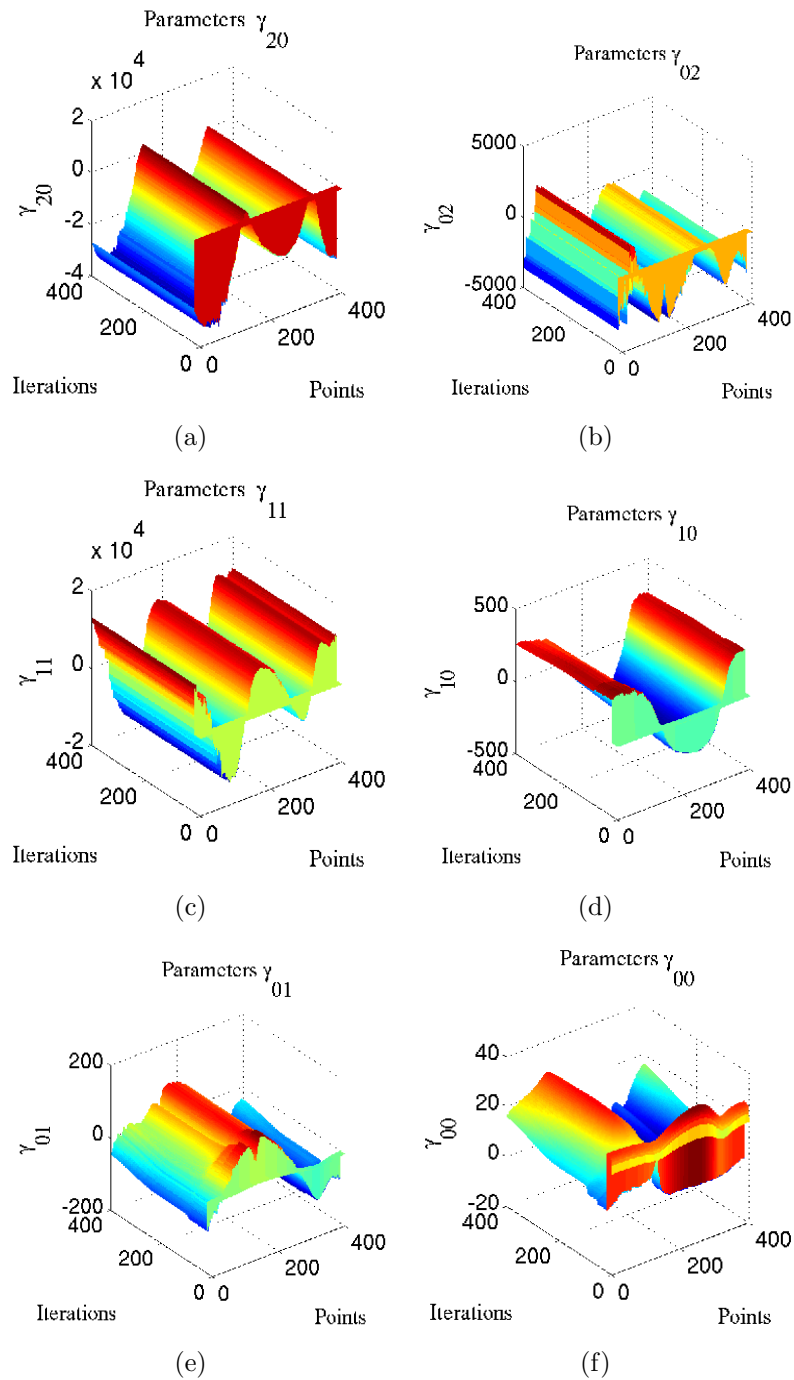 Parameters γ20
x 10^4
2
0
-2
-4
γ20
400
200
0 0
200
400
Iterations
Points
(a)
Parameters γ02
5000
0
-5000
γ02
400
200
0 0
200
400
Iterations
Points
(b)
Parameters γ11
x 10^4
2
0
-2
γ11
400
200
0 0
200
400
Iterations
Points
(c)
Parameters γ10
500
0
-500
γ10
400
200
0 0
200
400
Iterations
Points
(d)
Parameters γ01
200
0
-200
γ01
400
200
0 0
200
400
Iterations
Points
(e)
Parameters γ00
40
20
0
-20
γ00
400
200
0 0
200
400
Iterations
Points
(f)